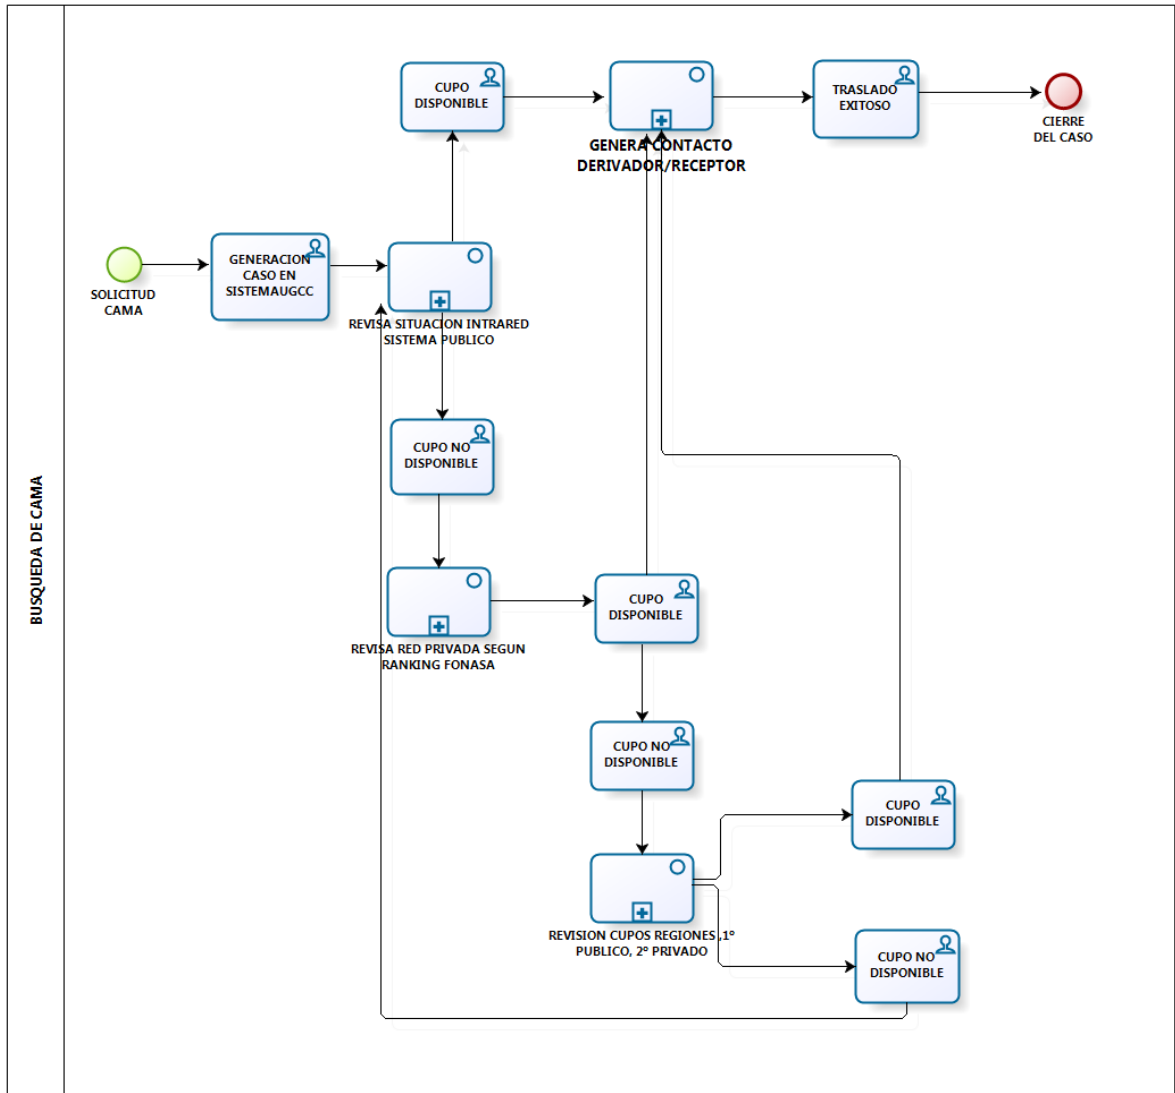 BUSQUEDA DE CAMA
CUPO
DISPONIBLE
GENERA CONTACTO
DERIVADOR/RECEPTOR
TRASLADO
EXITOSO
CIERRE
DEL CASO
SOLICITUD
CAMA
GENERACION
CASO EN
SISTEMAUGCC
REVISA SITUACION INTRARED
SISTEMA PUBLICO
CUPO NO
DISPONIBLE
REVISA RED PRIVADA SEGUN
RANKING FONASA
CUPO
DISPONIBLE
CUPO NO
DISPONIBLE
REVISION CUPOS REGIONES ,1º
PUBLICO, 2º PRIVADO
CUPO
DISPONIBLE
CUPO NO
DISPONIBLE